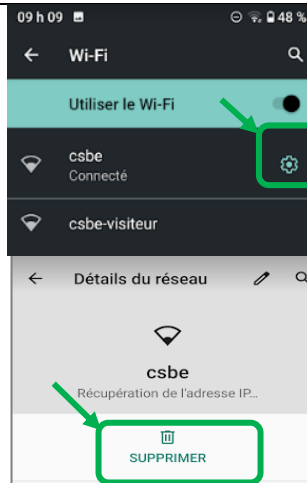 09 h 09 48 %
Wi-Fi
Utiliser le Wi-Fi
csbe
Connecté
csbe-visiteur
Détails du réseau
csbe
Récupération de l'adresse IP...
SUPPRIMER